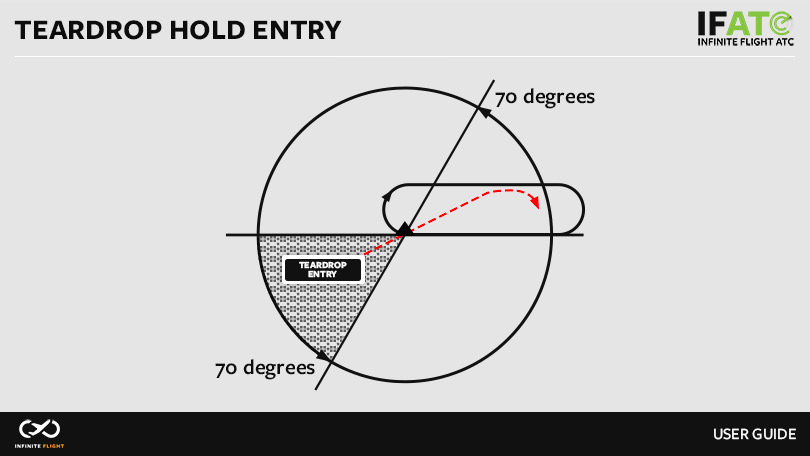 TEARDROP HOLD ENTRY
IFATC
INFINITE FLIGHT ATC
70 degrees
TEARDROP
ENTRY
70 degrees
INFINITE FLIGHT
USER GUIDE